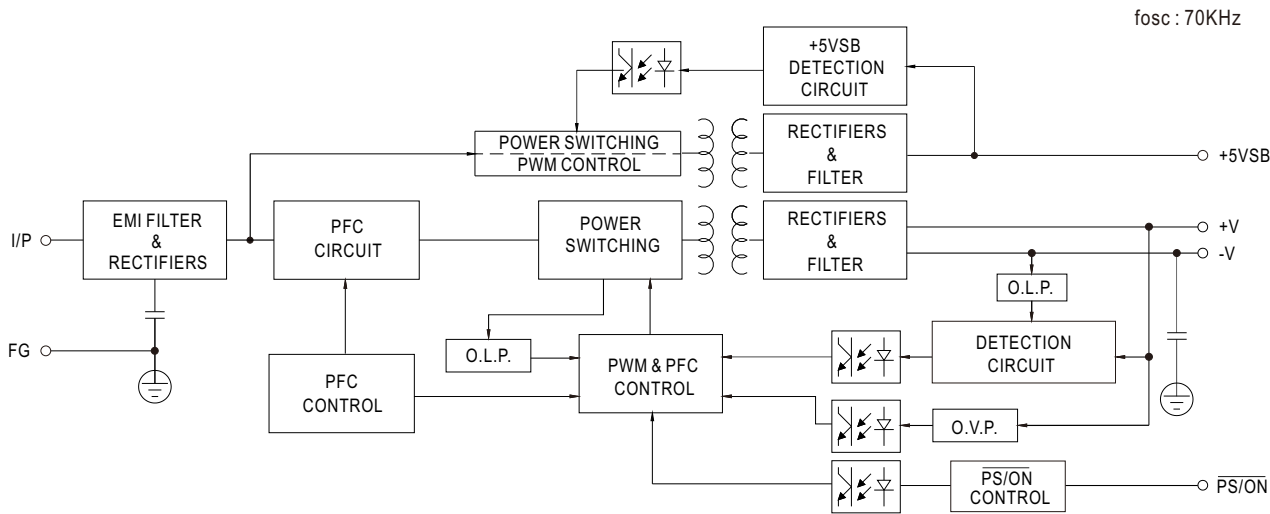 fosc : 70KHz
+5VSB
DETECTION
CIRCUIT
POWER SWITCHING
PWM CONTROL
RECTIFIERS
&
FILTER
+5VSB
I/P
EMI FILTER
&
RECTIFIERS
PFC
CIRCUIT
POWER
SWITCHING
RECTIFIERS
&
FILTER
+V
-V
O.L.P.
FG
O.L.P.
DETECTION
CIRCUIT
PFC
CONTROL
PWM & PFC
CONTROL
O.V.P.
PS/ON
CONTROL
PS/ON